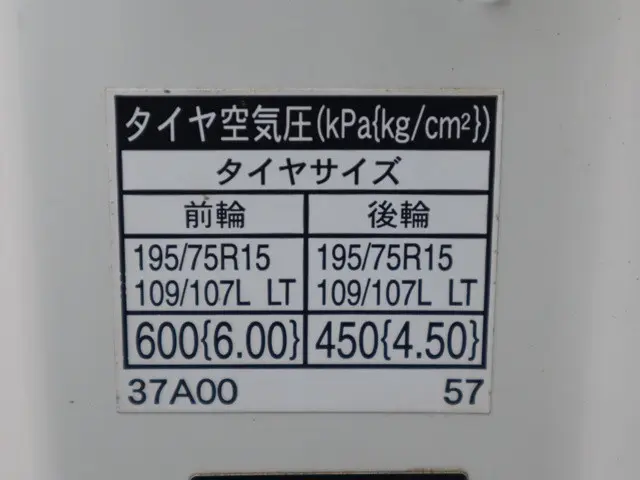 タイヤ空気圧(kPa{kg/cm²})
タイヤサイズ
前輪 後輪
195/75R15 195/75R15
109/107L LT 109/107L LT
600{6.00} 450{4.50}
37A00 57